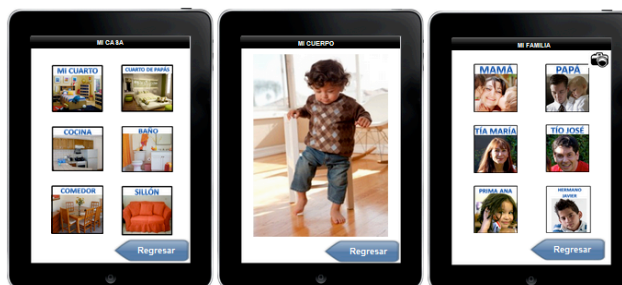 MI CASA
MI CUARTO
CUARTO DE PAPÁS
COCINA
BAÑO
COMEDOR
SILLÓN
Regresar
MI CUERPO
Regresar
MI FAMILIA
MAMÁ
PAPÁ
TÍA MARÍA
TÍO JOSÉ
PRIMA ANA
HERMANO
JAVIER
Regresar